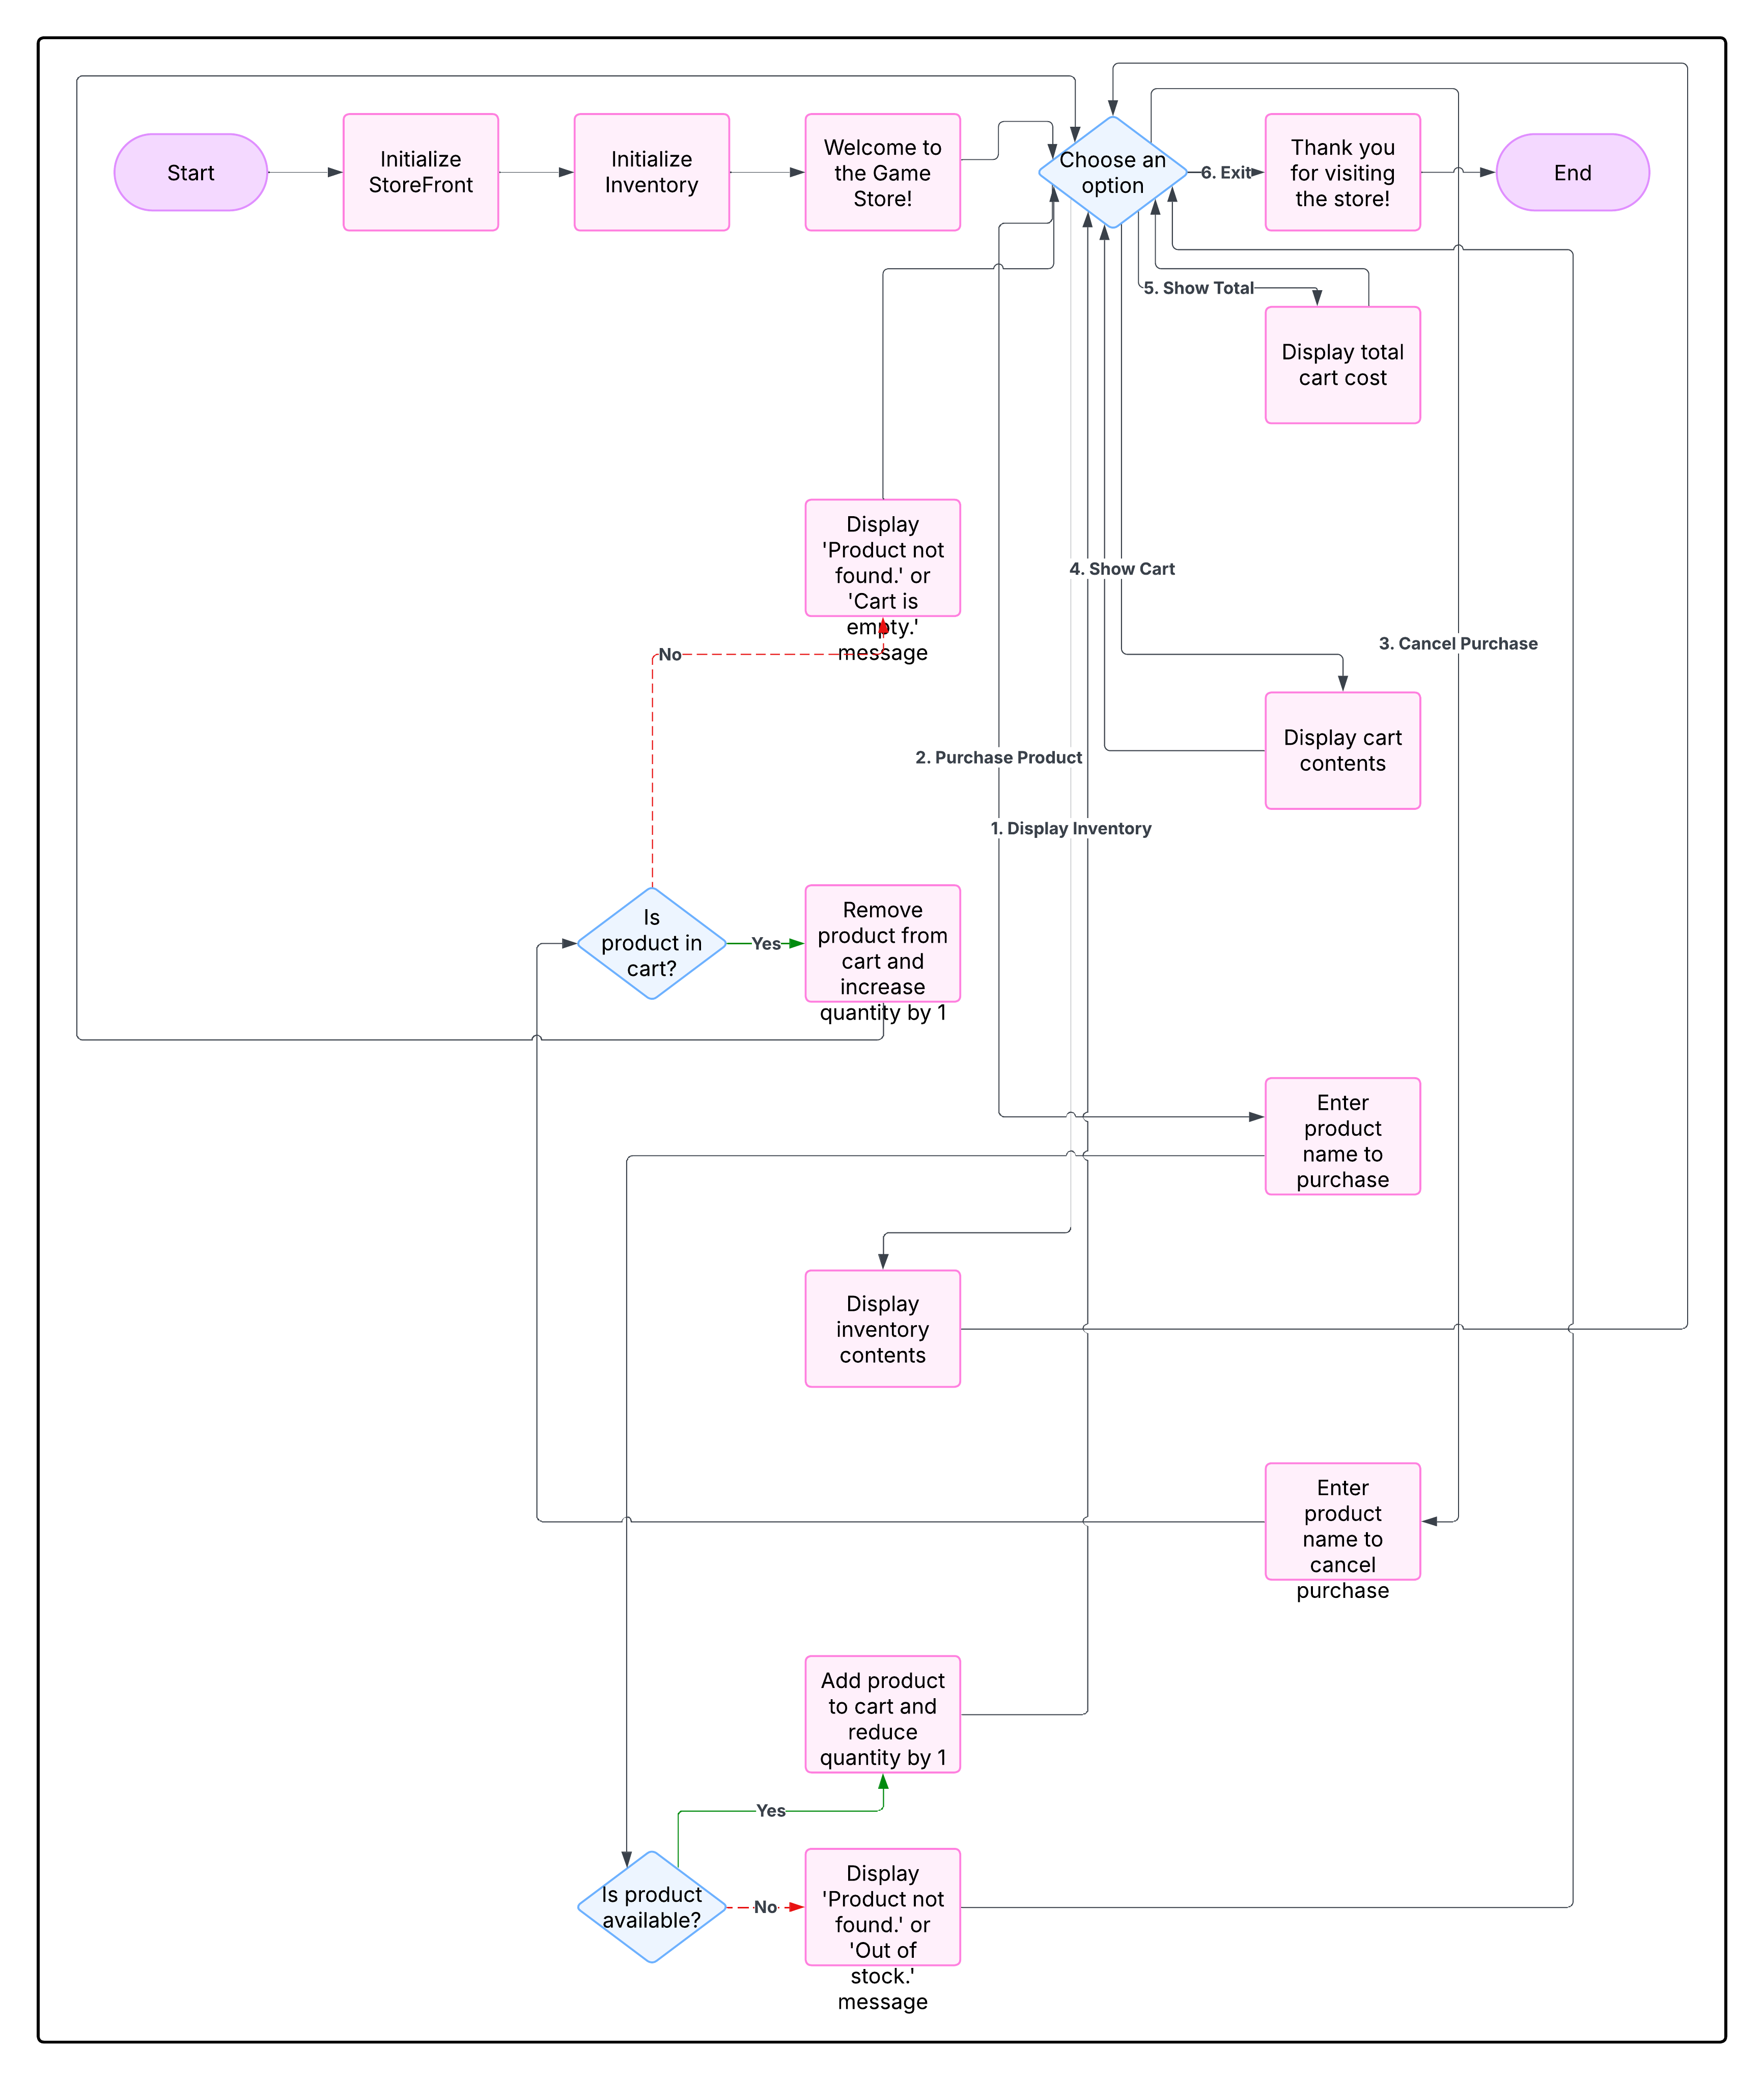 Start
Initialize
StoreFront
Initialize
Inventory
Welcome to
the Game
Store!
Choose an
option
6. Exit
Thank you
for visiting
the store!
End
5. Show Total
Display total
cart cost
Display
'Product not
found.' or
'Cart is
empty.'
message
4. Show Cart
No
3. Cancel Purchase
Display cart
contents
2. Purchase Product
1. Display Inventory
Is
product in
cart?
Yes
Remove
product from
cart and
increase
quantity by 1
Enter
product
name to
purchase
Display
inventory
contents
Enter
product
name to
cancel
purchase
Add product
to cart and
reduce
quantity by 1
Yes
Is product
available?
No
Display
'Product not
found.' or
'Out of
stock.'
message